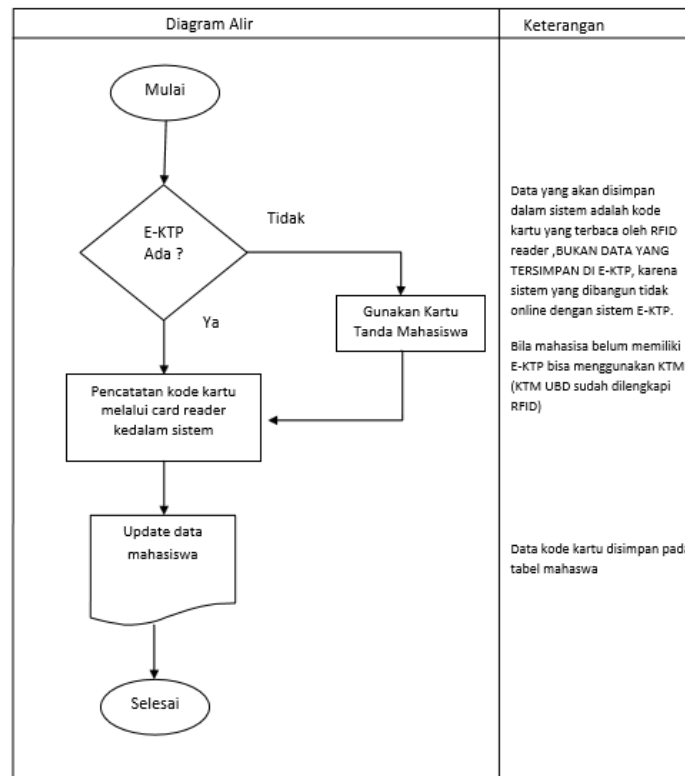 Diagram Alir
Keterangan
Mulai
E-KTP
Ada ?
Tidak
Ya
Gunakan Kartu
Tanda Mahasiswa
Pencatatan kode kartu
melalui card reader
kedalam sistem
Update data
mahasiswa
Selesai
Data yang akan disimpan
dalam sistem adalah kode
kartu yang terbaca oleh RFID
reader ,BUKAN DATA YANG
TERSIMPAN DI E-KTP, karena
sistem yang dibangun tidak
online dengan sistem E-KTP.
Bila mahasisa belum memiliki
E-KTP bisa menggunakan KTM
(KTM UBD sudah dilengkapi
RFID)
Data kode kartu disimpan pada
tabel mahaswa